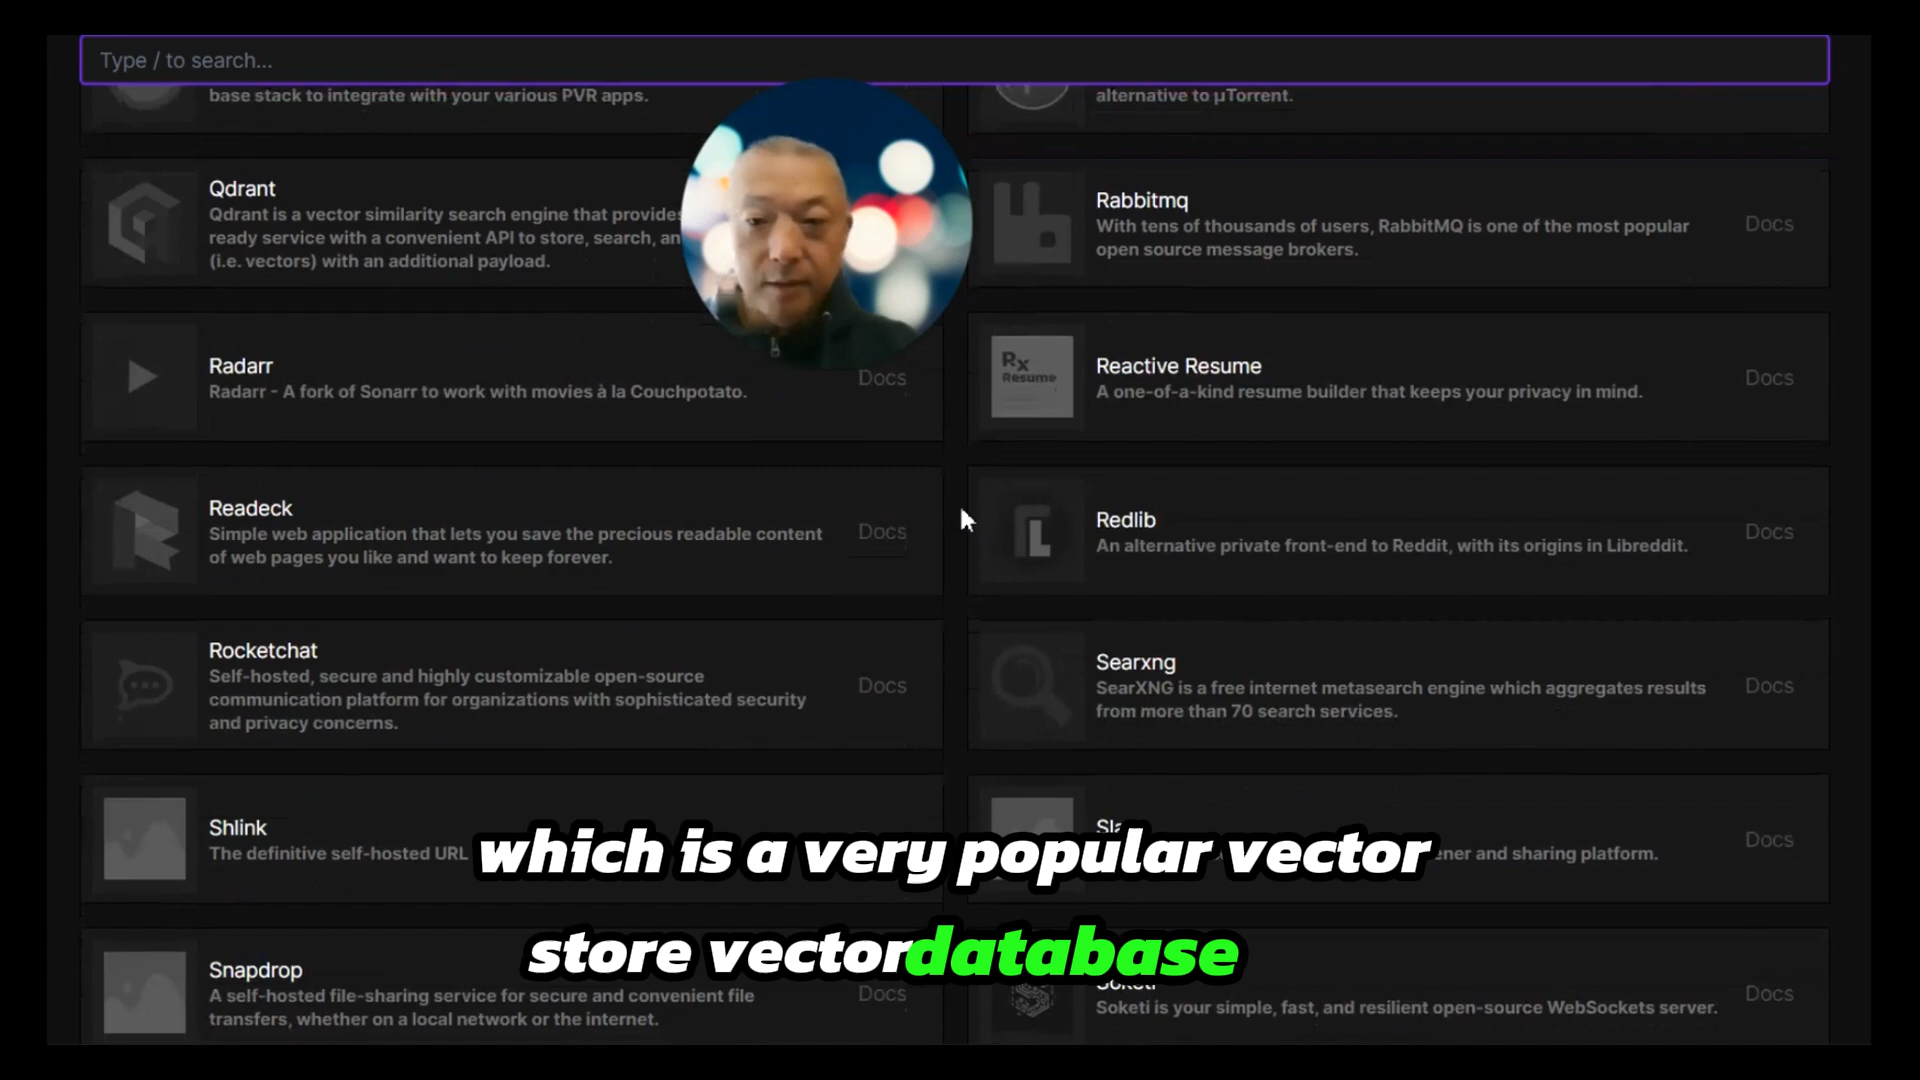 Type / to search...
base stack to integrate with your various PVR apps.
alternative to µTorrent.
Qdrant
Qdrant is a vector similarity search engine that provides
ready service with a convenient API to store, search, an
(i.e. vectors) with an additional payload.
Rabbitmq
With tens of thousands of users, RabbitMQ is one of the most popular
open source message brokers.
Docs
Radarr
Radarr - A fork of Sonarr to work with movies à la Couchpotato.
Docs
Rx
Resume
Reactive Resume
A one-of-a-kind resume builder that keeps your privacy in mind.
Docs
Readeck
Simple web application that lets you save the precious readable content
of web pages you like and want to keep forever.
Docs
Redlib
An alternative private front-end to Reddit, with its origins in Libreddit.
Docs
Rocketchat
Self-hosted, secure and highly customizable open-source
communication platform for organizations with sophisticated security
and privacy concerns.
Docs
Searxng
SearXNG is a free internet metasearch engine which aggregates results
from more than 70 search services.
Docs
Shlink
The definitive self-hosted URL
ener and sharing platform.
Docs
which is a very popular vector
store vector database
Snapdrop
A self-hosted file-sharing service for secure and convenient file
transfers, whether on a local network or the internet.
Docs
Soketi
Soketi is your simple, fast, and resilient open-source WebSockets server.
Docs